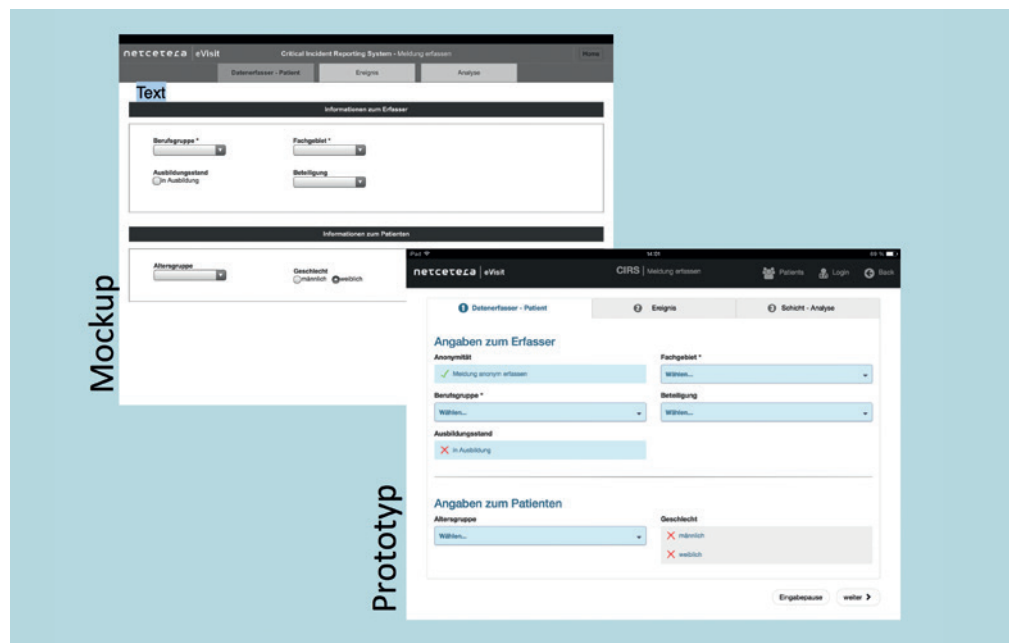 netcetera eVisit Critical Incident Reporting System - Meldung erfassen Home
Datenerfasser - Patient Ereignis Analyse
Text
Informationen zum Erfasser
Berufsgruppe * Fachgebiet *
Ausbildungsstand Beteiligung
in Ausbildung
Informationen zum Patienten
Altersgruppe Geschlecht
männlich weiblich
Mockup
iPad 14:01 88 %
netcetera eVisit CIRS Meldung erfassen Patients Login Back
1 Datenerfasser - Patient 2 Ereignis 3 Schicht - Analyse
Angaben zum Erfasser
Anonymität Fachgebiet *
Meldung anonym erfassen Wählen...
Berufsgruppe * Beteiligung
Wählen... Wählen...
Ausbildungsstand
in Ausbildung
Angaben zum Patienten
Altersgruppe Geschlecht
Wählen... männlich
weiblich
Eingabepause weiter
Prototyp